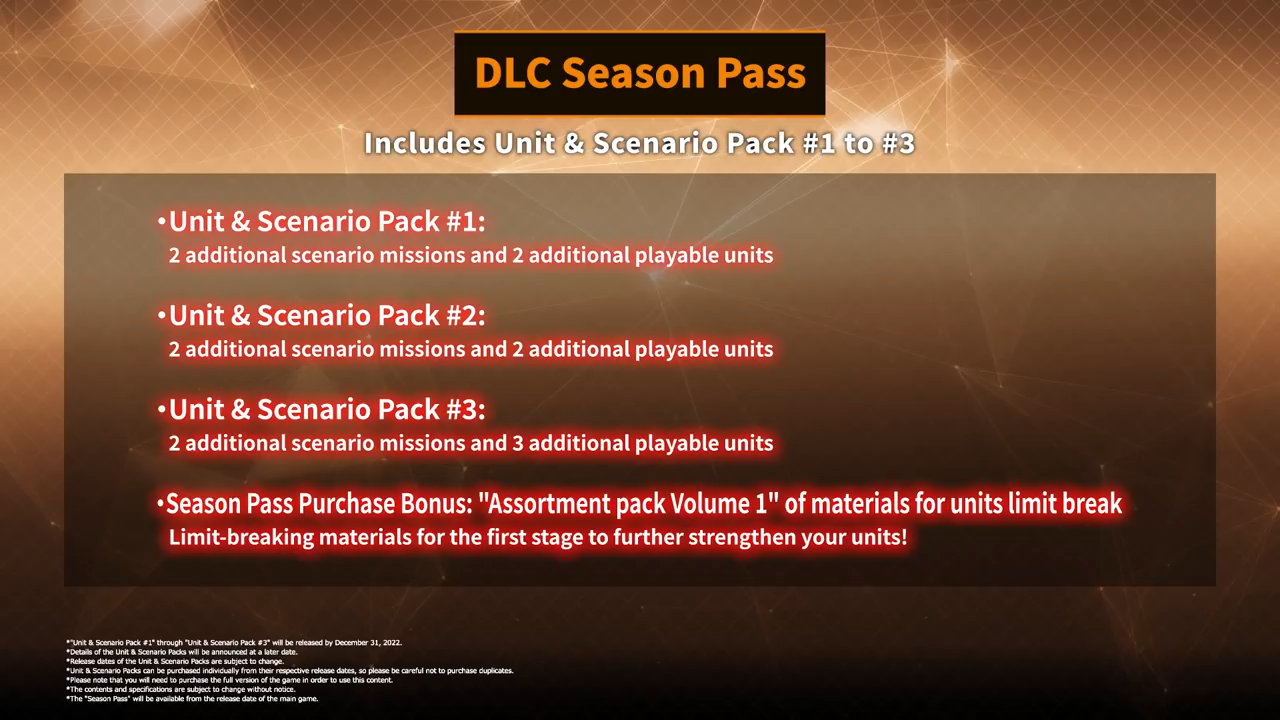 DLC Season Pass
Includes Unit & Scenario Pack #1 to #3
•Unit & Scenario Pack #1:
2 additional scenario missions and 2 additional playable units
•Unit & Scenario Pack #2:
2 additional scenario missions and 2 additional playable units
•Unit & Scenario Pack #3:
2 additional scenario missions and 3 additional playable units
•Season Pass Purchase Bonus: "Assortment pack Volume 1" of materials for units limit break
Limit-breaking materials for the first stage to further strengthen your units!
*"Unit & Scenario Pack #1" through "Unit & Scenario Pack #3" will be released by December 31, 2022.
*Details of the Unit & Scenario Packs will be announced at a later date.
*Release dates of the Unit & Scenario Packs are subject to change.
*Unit & Scenario Packs can be purchased individually from their respective release dates, so please be careful not to purchase duplicates.
*Please note that you will need to purchase the full version of the game in order to use this content.
*The contents and specifications are subject to change without notice.
*The "Season Pass" will be available from the release date of the main game.